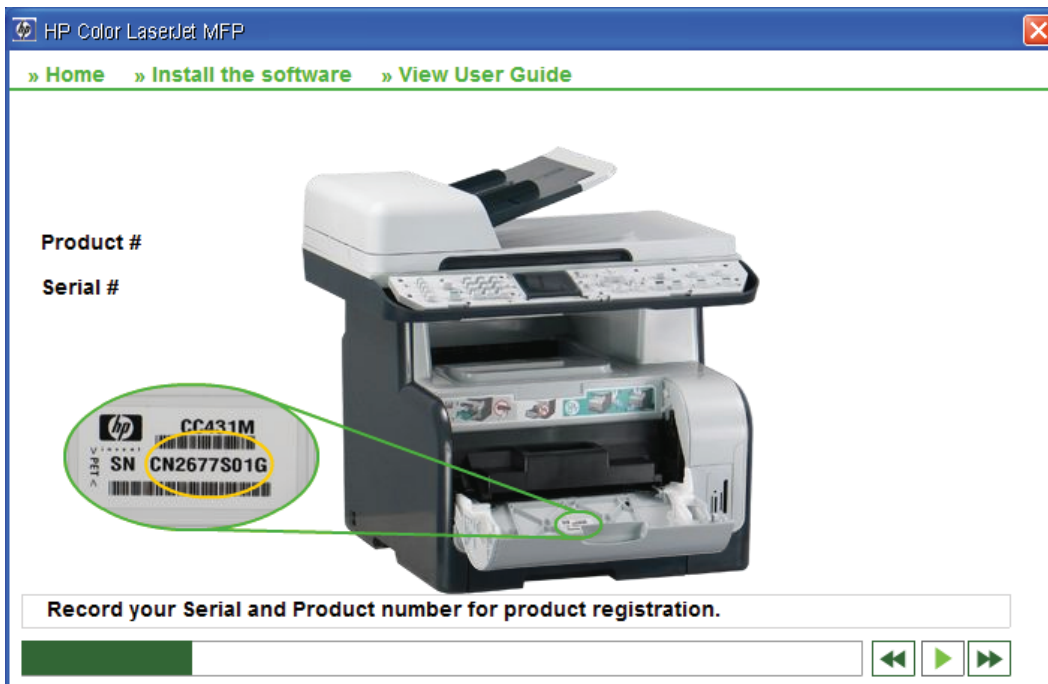 HP Color LaserJet MFP
» Home » Install the software » View User Guide
Product #
Serial #
hp
invent
CC431M
SN CN2677S01G
> PET <
Record your Serial and Product number for product registration.